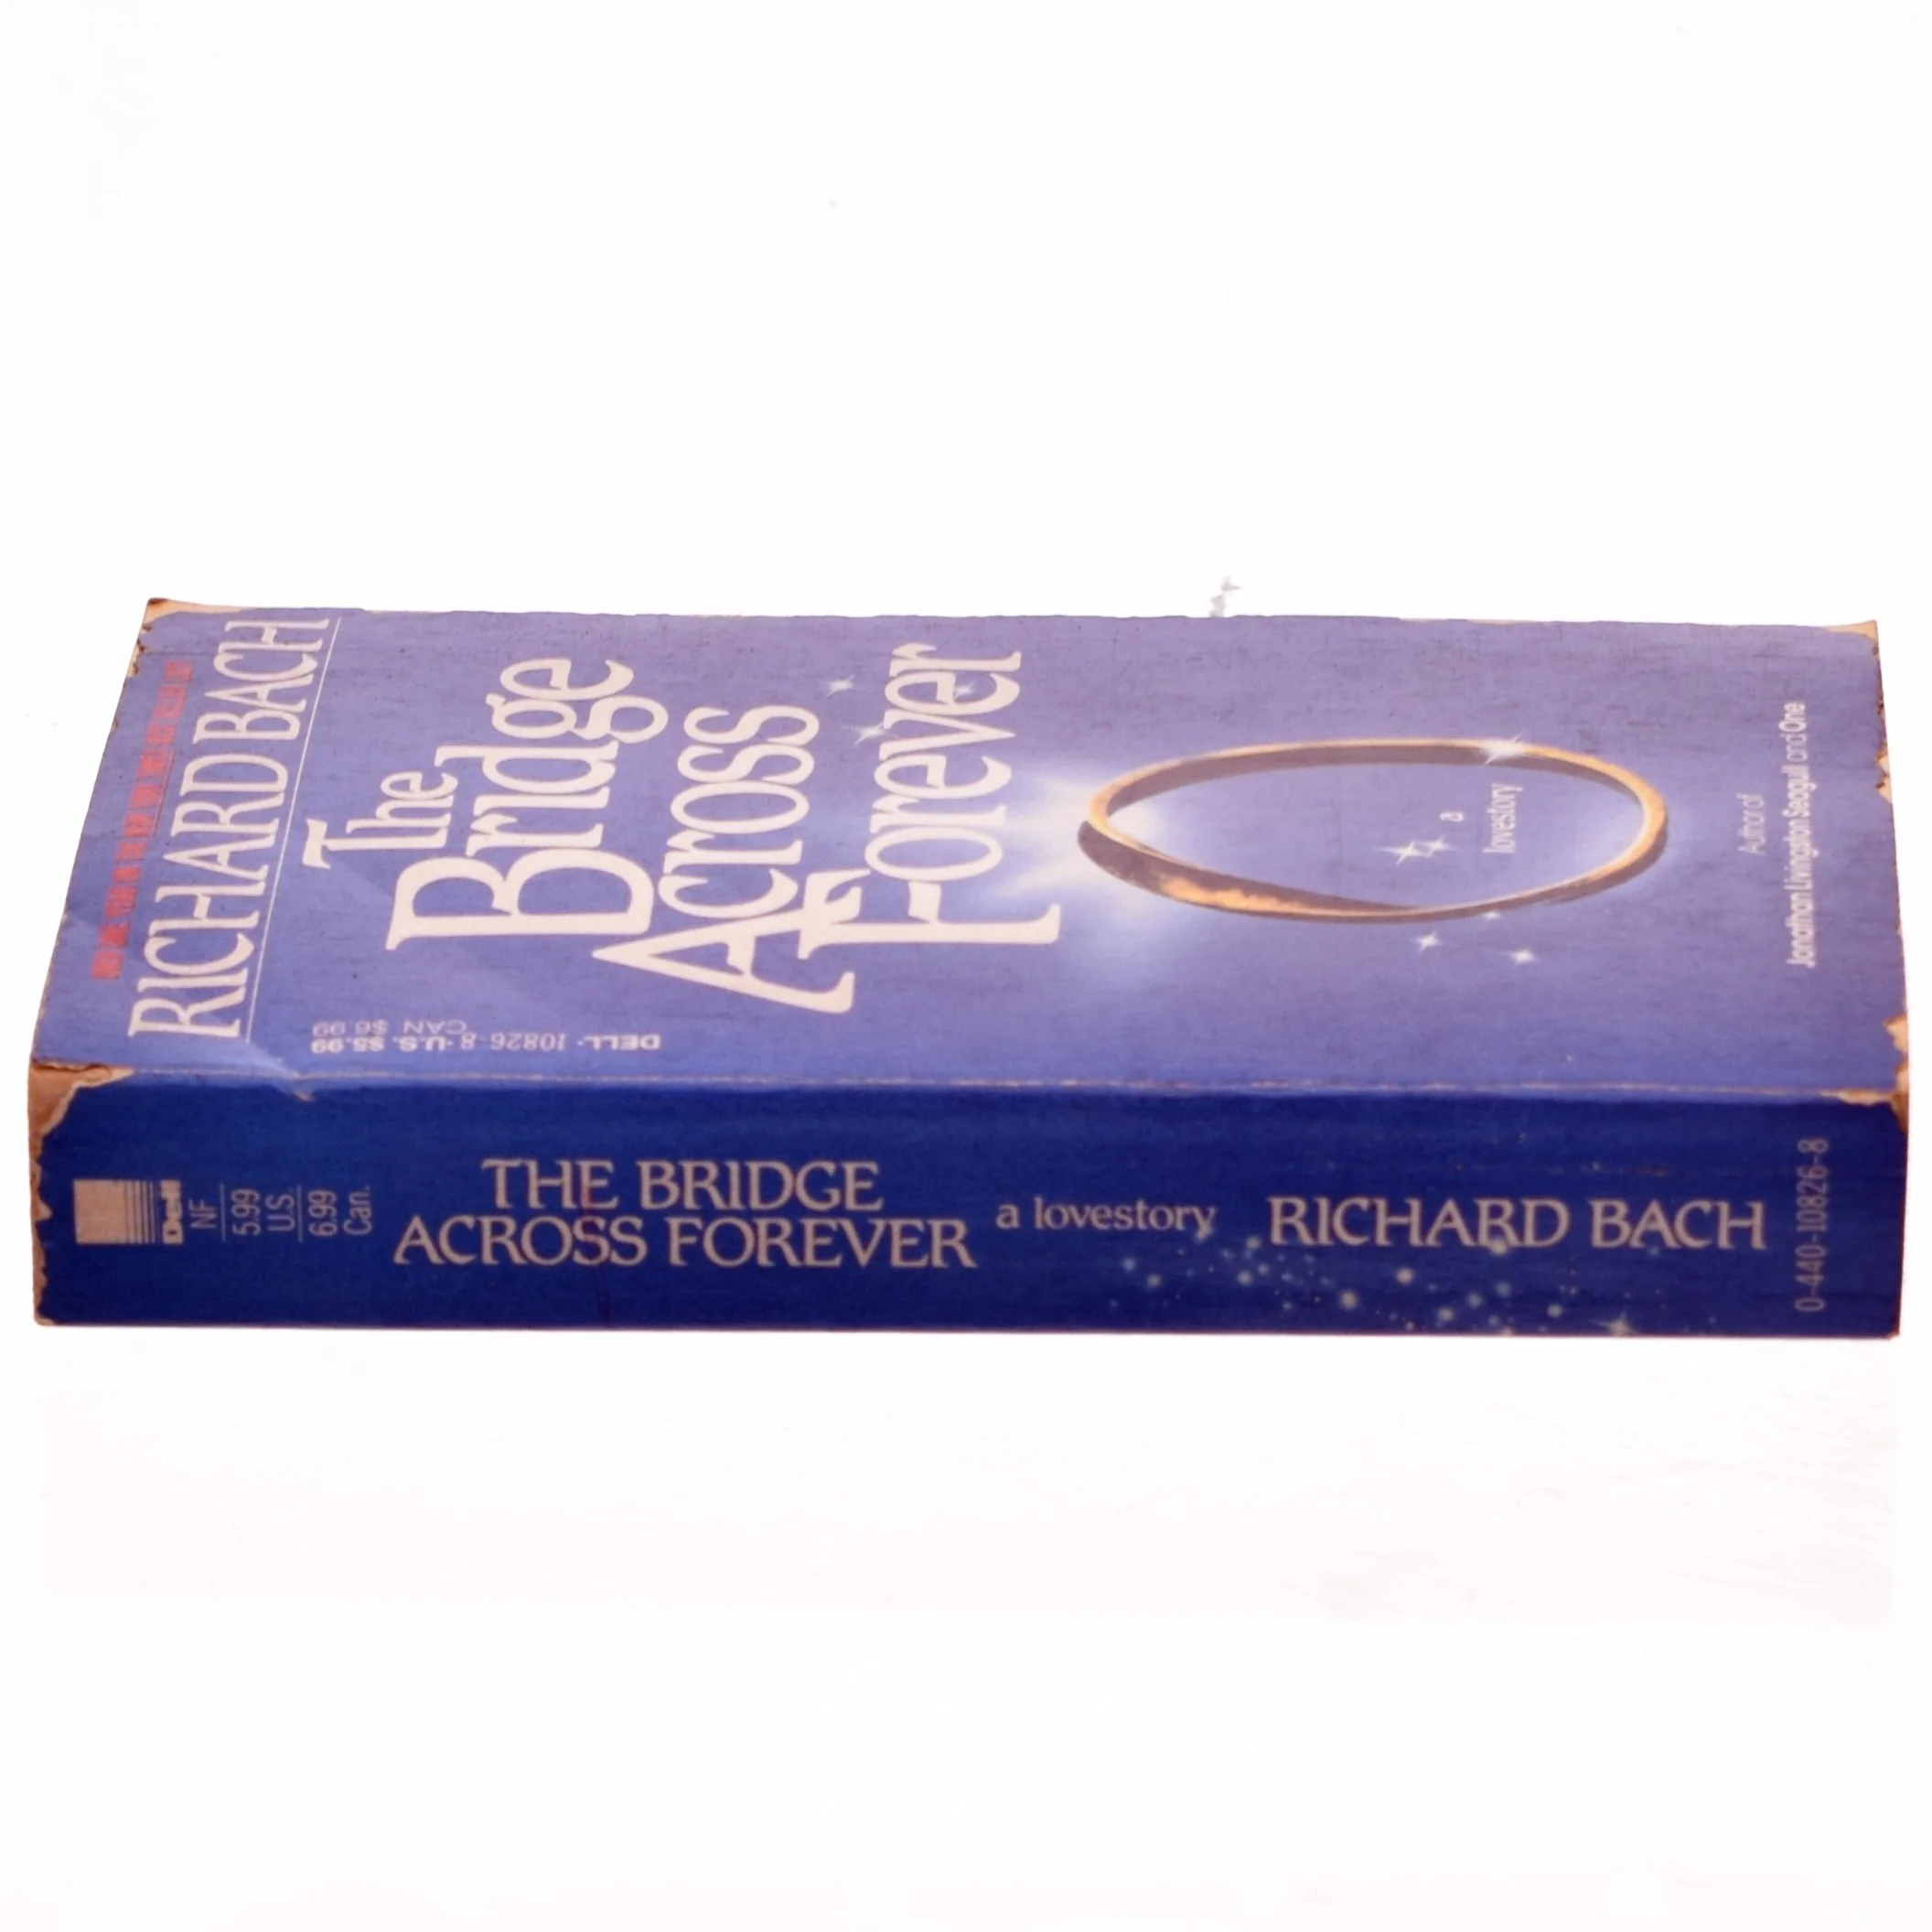 RICHARD BACH
The
Bridge
Across
Forever
a
lovestory
Author of
Jonathan Livingston Seagull and One
DELL· 10826-8 ·U.S. $5.99
CAN $6.99
Dell
NF
5.99
U.S.
6.99
Can.
THE BRIDGE
ACROSS FOREVER
a lovestory
RICHARD BACH
0-440-10826-8